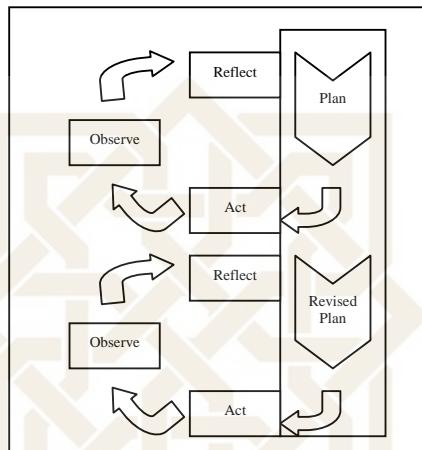 Reflect
Plan
Observe
Act
Reflect
Revised
Plan
Observe
Act